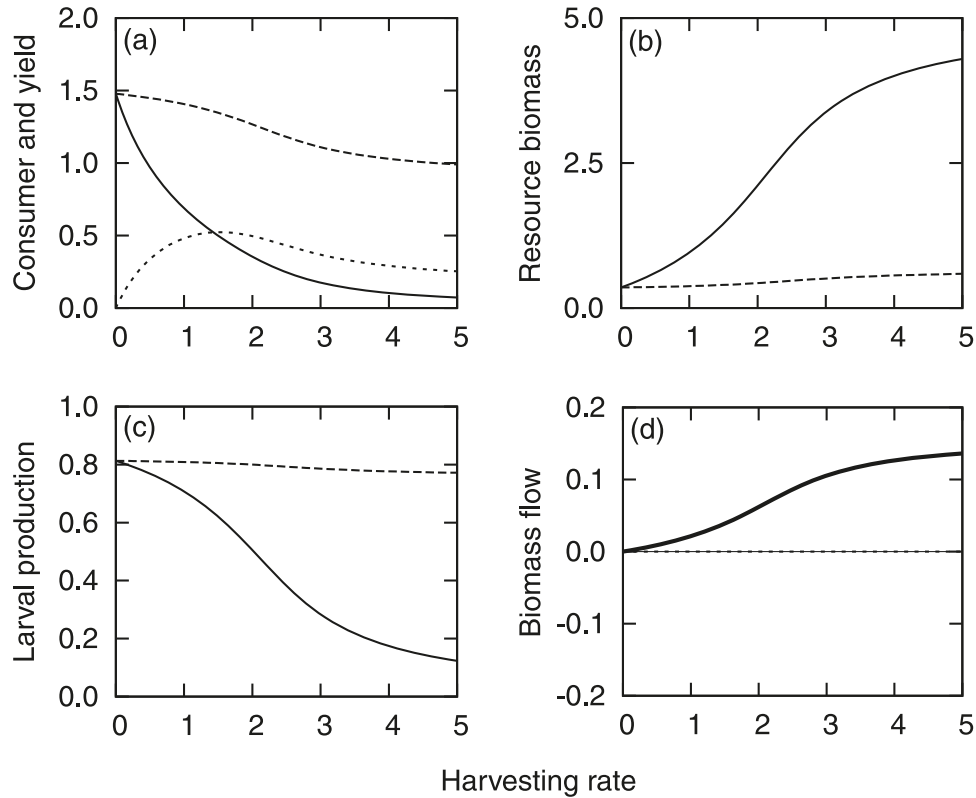 (a)
Consumer and yield
2.0
1.5
1.0
0.5
0.0
0 1 2 3 4 5
(b)
Resource biomass
5.0
2.5
0.0
0 1 2 3 4 5
(c)
Larval production
1.0
0.8
0.6
0.4
0.2
0.0
0 1 2 3 4 5
(d)
Biomass flow
0.2
0.1
0.0
-0.1
-0.2
0 1 2 3 4 5
Harvesting rate